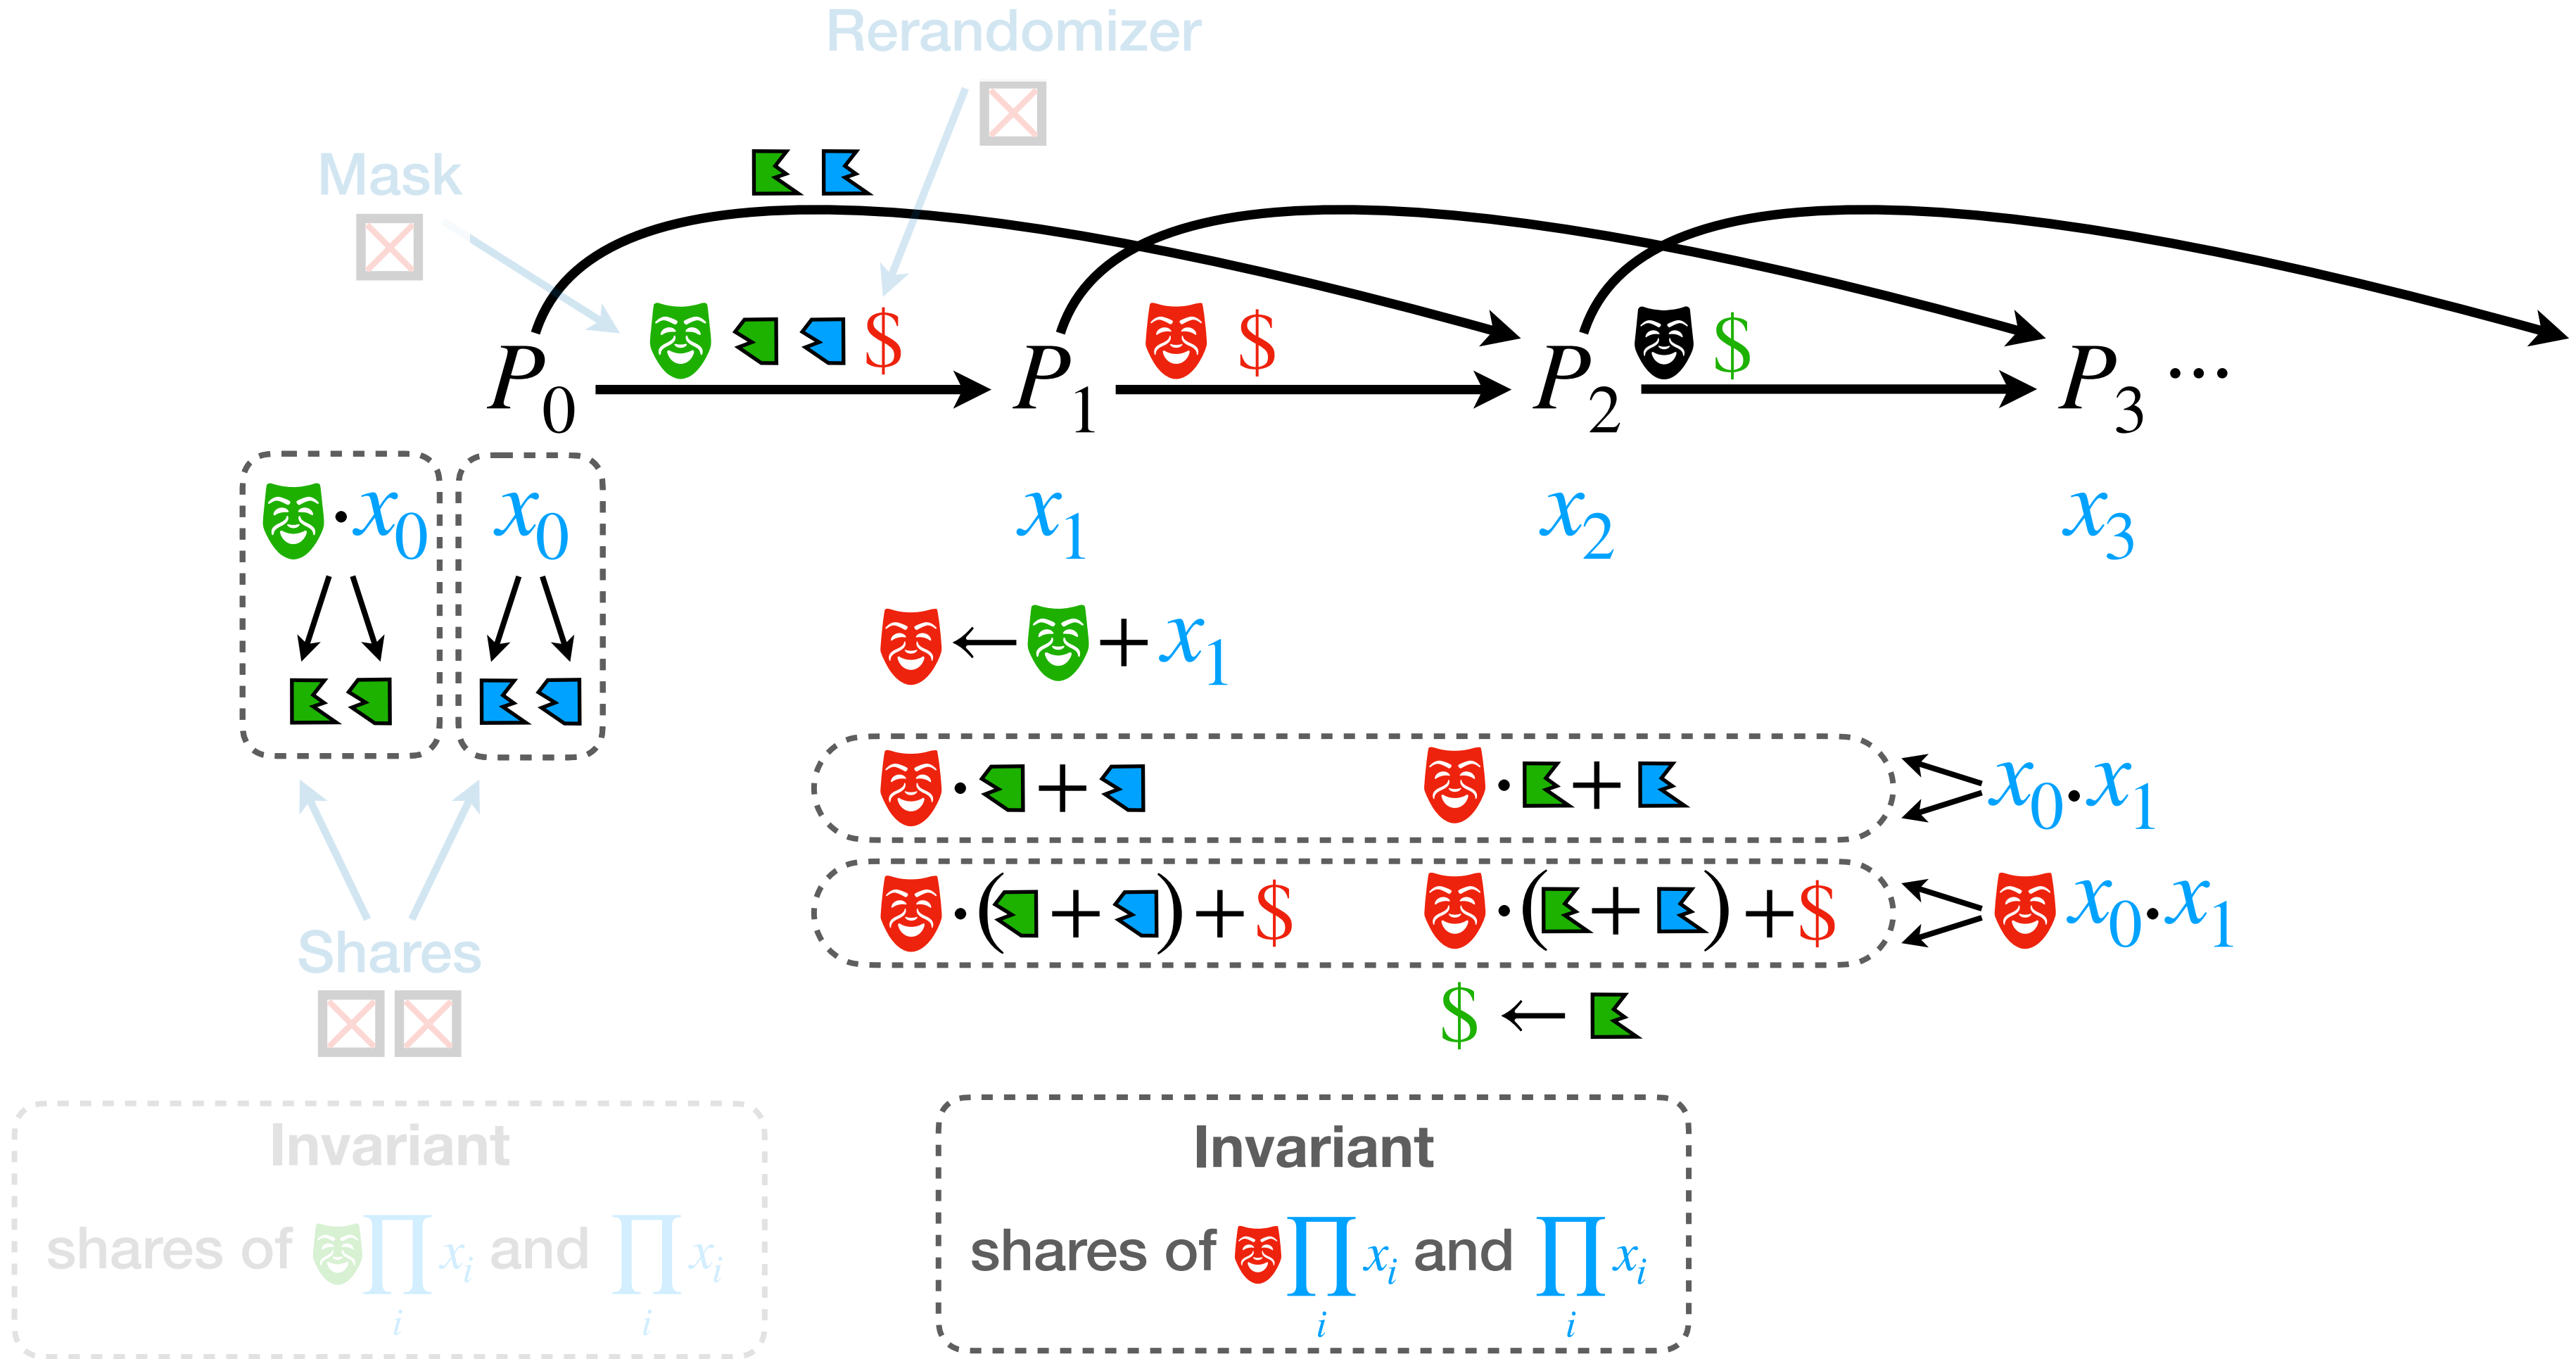 Rerandomizer
Mask
$
$
$
P₀
P₁
P₂
P₃ ...
· x₀
x₀
x₁
x₂
x₃
← + x₁
· +
· +
x₀ . x₁
· ( + ) + $
· ( + ) + $
x₀ . x₁
Shares
$ ←
Invariant
shares of ∏ᵢ xᵢ and ∏ᵢ xᵢ
Invariant
shares of ∏ᵢ xᵢ and ∏ᵢ xᵢ